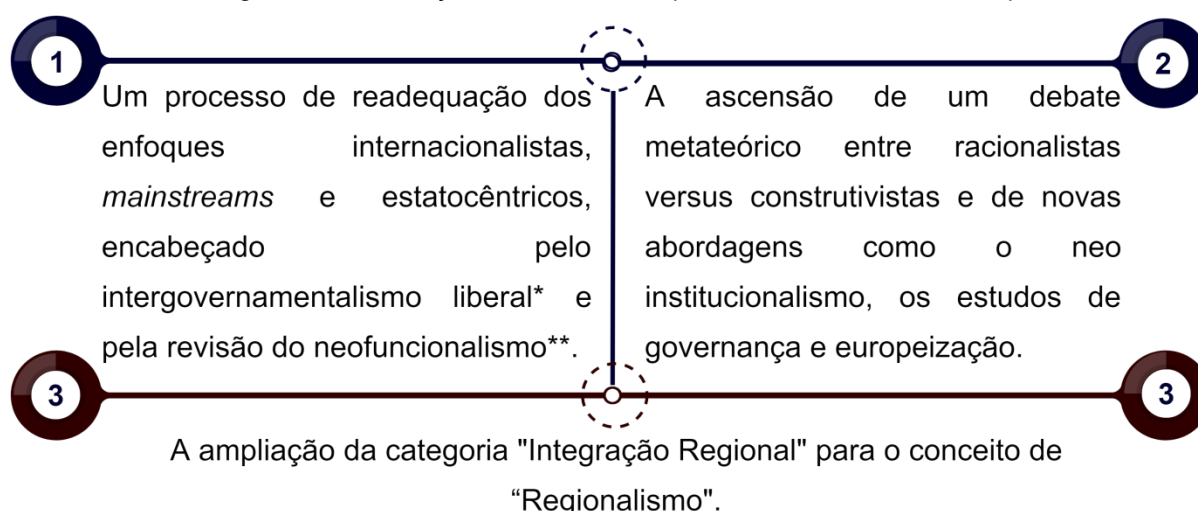 1
Um processo de readequação dos
enfoques internacionalistas,
mainstreams e estatocêntricos,
encabeçado pelo
intergovernamentalismo liberal* e
pela revisão do neofuncionalismo**.
2
A ascensão de um debate
metateórico entre racionalistas
versus construtivistas e de novas
abordagens como o neo
institucionalismo, os estudos de
governança e europeização.
3
3
A ampliação da categoria "Integração Regional" para o conceito de
“Regionalismo".